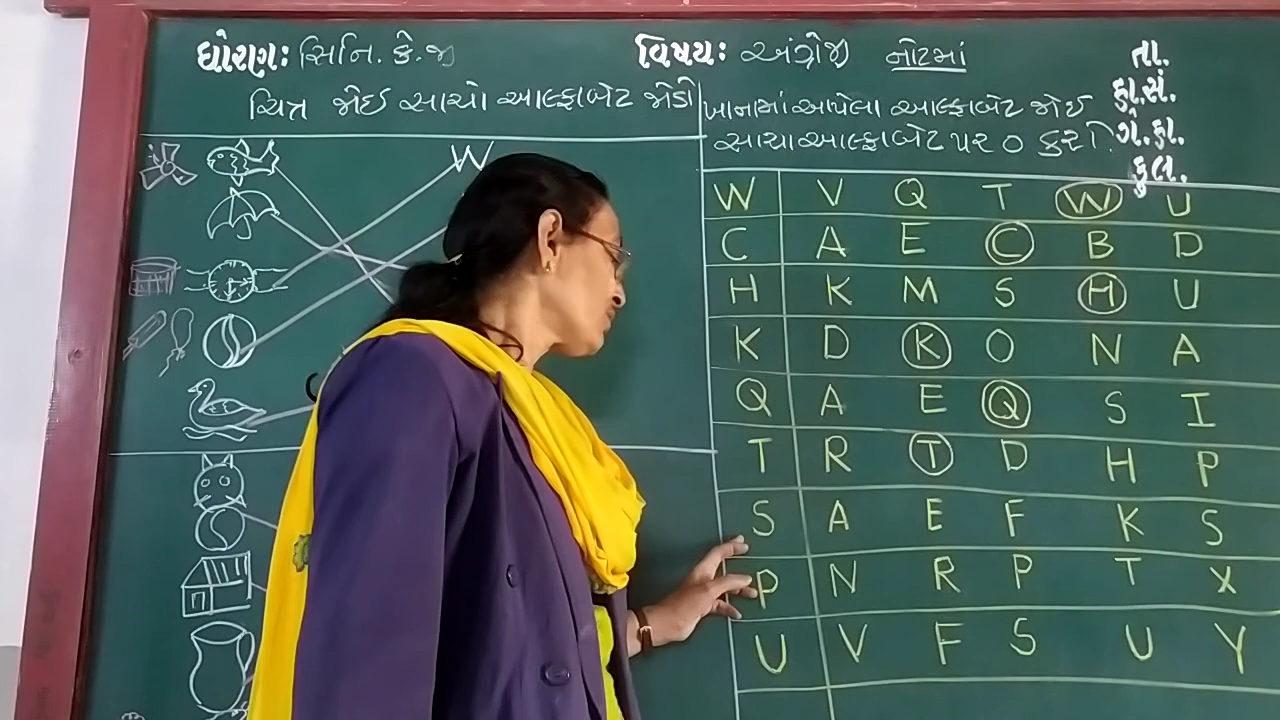 ધોરણઃ સિનિ. કે.જી
વિષયઃ અંગ્રેજી નોટમાં
તા.
હા.સં.
ગે.હા.
કુલ.
ચિત્ર જોઈ સાચો આલ્ફાબેટ જોડો
ખાનામાં આપેલા આલ્ફાબેટ જોઈ
સાચા આલ્ફાબેટ પર O કરો.
W
W V Q T W U
C A E C B D
H K M S H U
K D K O N A
Q A E Q S I
T R T D H P
S A E F K S
P N R P T X
U V F S U Y